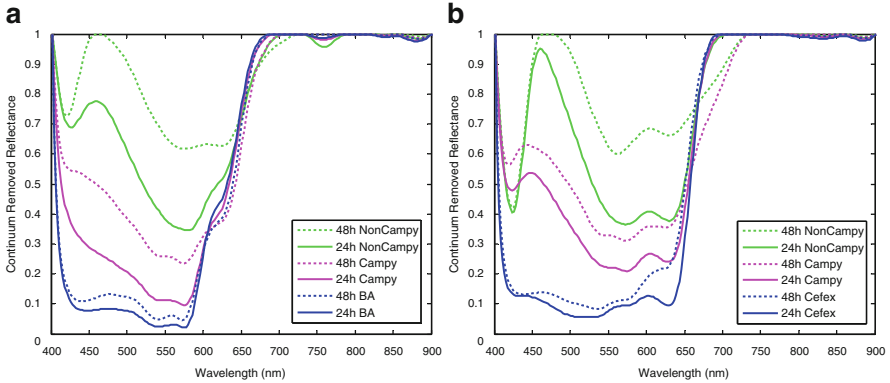 a
Continuum Removed Reflectance
1
0.9
0.8
0.7
0.6
0.5
0.4
0.3
0.2
0.1
0
400 450 500 550 600 650 700 750 800 850 900
Wavelength (nm)
48h NonCampy
24h NonCampy
48h Campy
24h Campy
48h BA
24h BA
b
Continuum Removed Reflectance
1
0.9
0.8
0.7
0.6
0.5
0.4
0.3
0.2
0.1
0
400 450 500 550 600 650 700 750 800 850 900
Wavelength (nm)
48h NonCampy
24h NonCampy
48h Campy
24h Campy
48h Cefex
24h Cefex